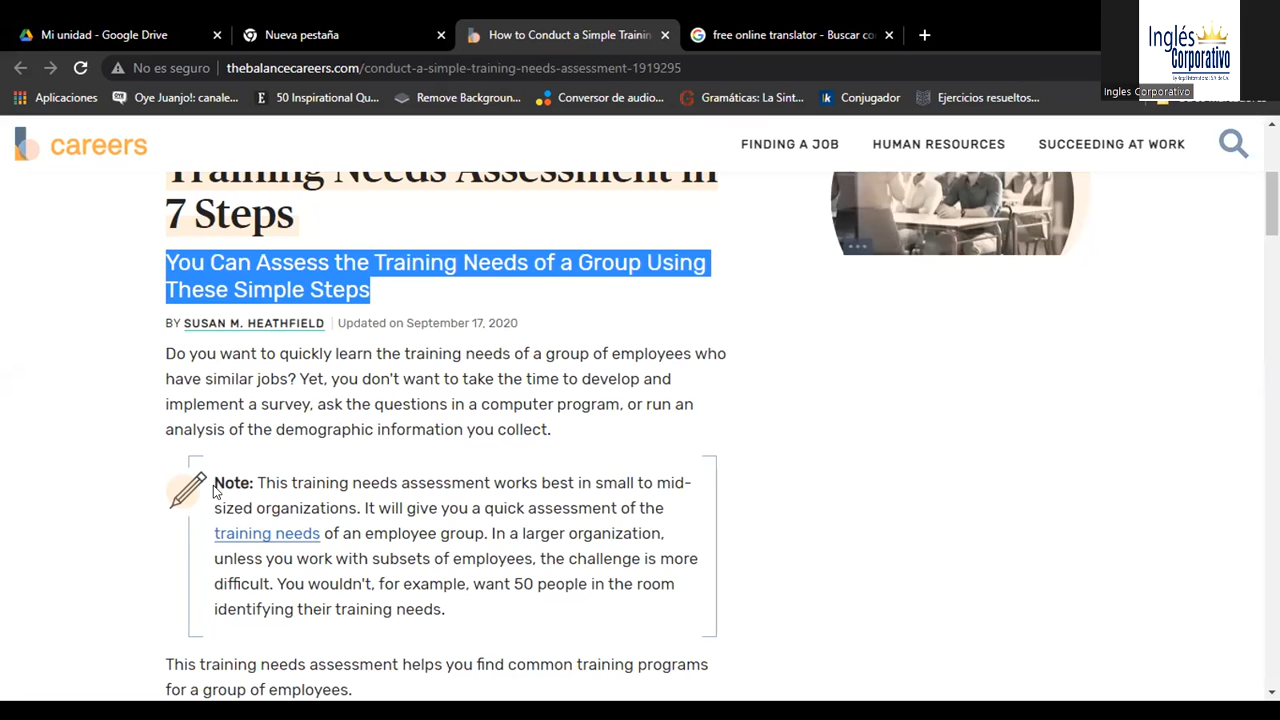 Mi unidad - Google Drive
Nueva pestaña
How to Conduct a Simple Trainin
free online translator - Buscar co
Inglés
Corporativo
No es seguro
thebalancecareers.com/conduct-a-simple-training-needs-assessment-1919295
Ingles Corporativo
Aplicaciones
Oye Juanjo!: canale...
50 Inspirational Qu...
Remove Backgroun...
Conversor de audio...
Gramáticas: La Sint...
Conjugador
Ejercicios resueltos...
careers
FINDING A JOB
HUMAN RESOURCES
SUCCEEDING AT WORK
Training Needs Assessment in
7 Steps
You Can Assess the Training Needs of a Group Using
These Simple Steps
BY SUSAN M. HEATHFIELD | Updated on September 17, 2020
Do you want to quickly learn the training needs of a group of employees who
have similar jobs? Yet, you don't want to take the time to develop and
implement a survey, ask the questions in a computer program, or run an
analysis of the demographic information you collect.
Note: This training needs assessment works best in small to mid-
sized organizations. It will give you a quick assessment of the
training needs of an employee group. In a larger organization,
unless you work with subsets of employees, the challenge is more
difficult. You wouldn't, for example, want 50 people in the room
identifying their training needs.
This training needs assessment helps you find common training programs
for a group of employees.